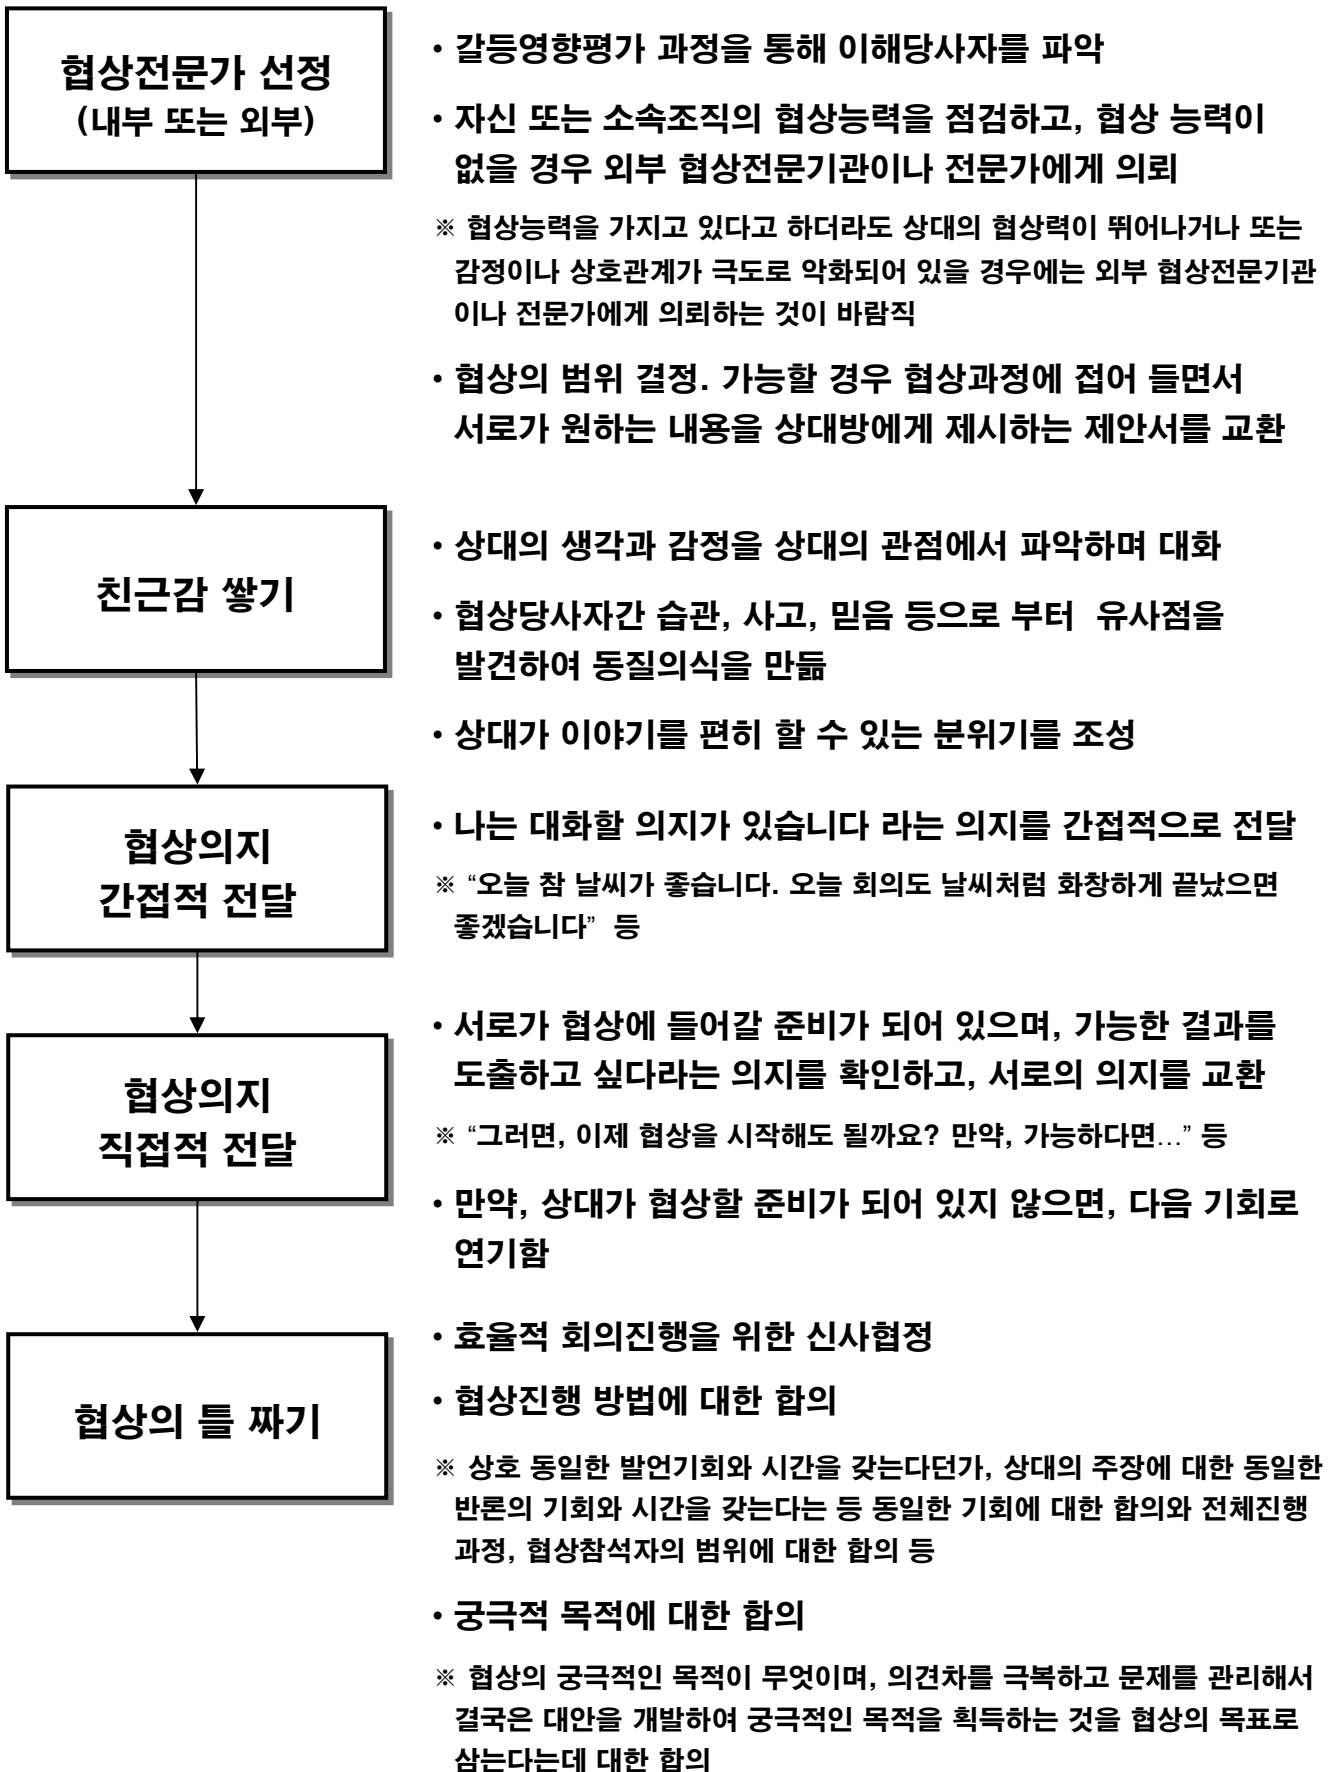 협상전문가 선정
(내부 또는 외부)
• 갈등영향평가 과정을 통해 이해당사자를 파악
• 자신 또는 소속조직의 협상능력을 점검하고, 협상 능력이
없을 경우 외부 협상전문기관이나 전문가에게 의뢰
※ 협상능력을 가지고 있다고 하더라도 상대의 협상력이 뛰어나거나 또는
감정이나 상호관계가 극도로 악화되어 있을 경우에는 외부 협상전문기관
이나 전문가에게 의뢰하는 것이 바람직
• 협상의 범위 결정. 가능할 경우 협상과정에 접어 들면서
서로가 원하는 내용을 상대방에게 제시하는 제안서를 교환
친근감 쌓기
• 상대의 생각과 감정을 상대의 관점에서 파악하며 대화
• 협상당사자간 습관, 사고, 믿음 등으로 부터  유사점을
발견하여 동질의식을 만듦
• 상대가 이야기를 편히 할 수 있는 분위기를 조성
협상의지
간접적 전달
• 나는 대화할 의지가 있습니다 라는 의지를 간접적으로 전달
※ “오늘 참 날씨가 좋습니다. 오늘 회의도 날씨처럼 화창하게 끝났으면
좋겠습니다”  등
협상의지
직접적 전달
• 서로가 협상에 들어갈 준비가 되어 있으며, 가능한 결과를
도출하고 싶다라는 의지를 확인하고, 서로의 의지를 교환
※ “그러면, 이제 협상을 시작해도 될까요? 만약, 가능하다면…” 등
• 만약, 상대가 협상할 준비가 되어 있지 않으면, 다음 기회로
연기함
협상의 틀 짜기
• 효율적 회의진행을 위한 신사협정
• 협상진행 방법에 대한 합의
※ 상호 동일한 발언기회와 시간을 갖는다던가, 상대의 주장에 대한 동일한
반론의 기회와 시간을 갖는다는 등 동일한 기회에 대한 합의와 전체진행
과정, 협상참석자의 범위에 대한 합의 등
• 궁극적 목적에 대한 합의
※ 협상의 궁극적인 목적이 무엇이며, 의견차를 극복하고 문제를 관리해서
결국은 대안을 개발하여 궁극적인 목적을 획득하는 것을 협상의 목표로
삼는다는데 대한 합의